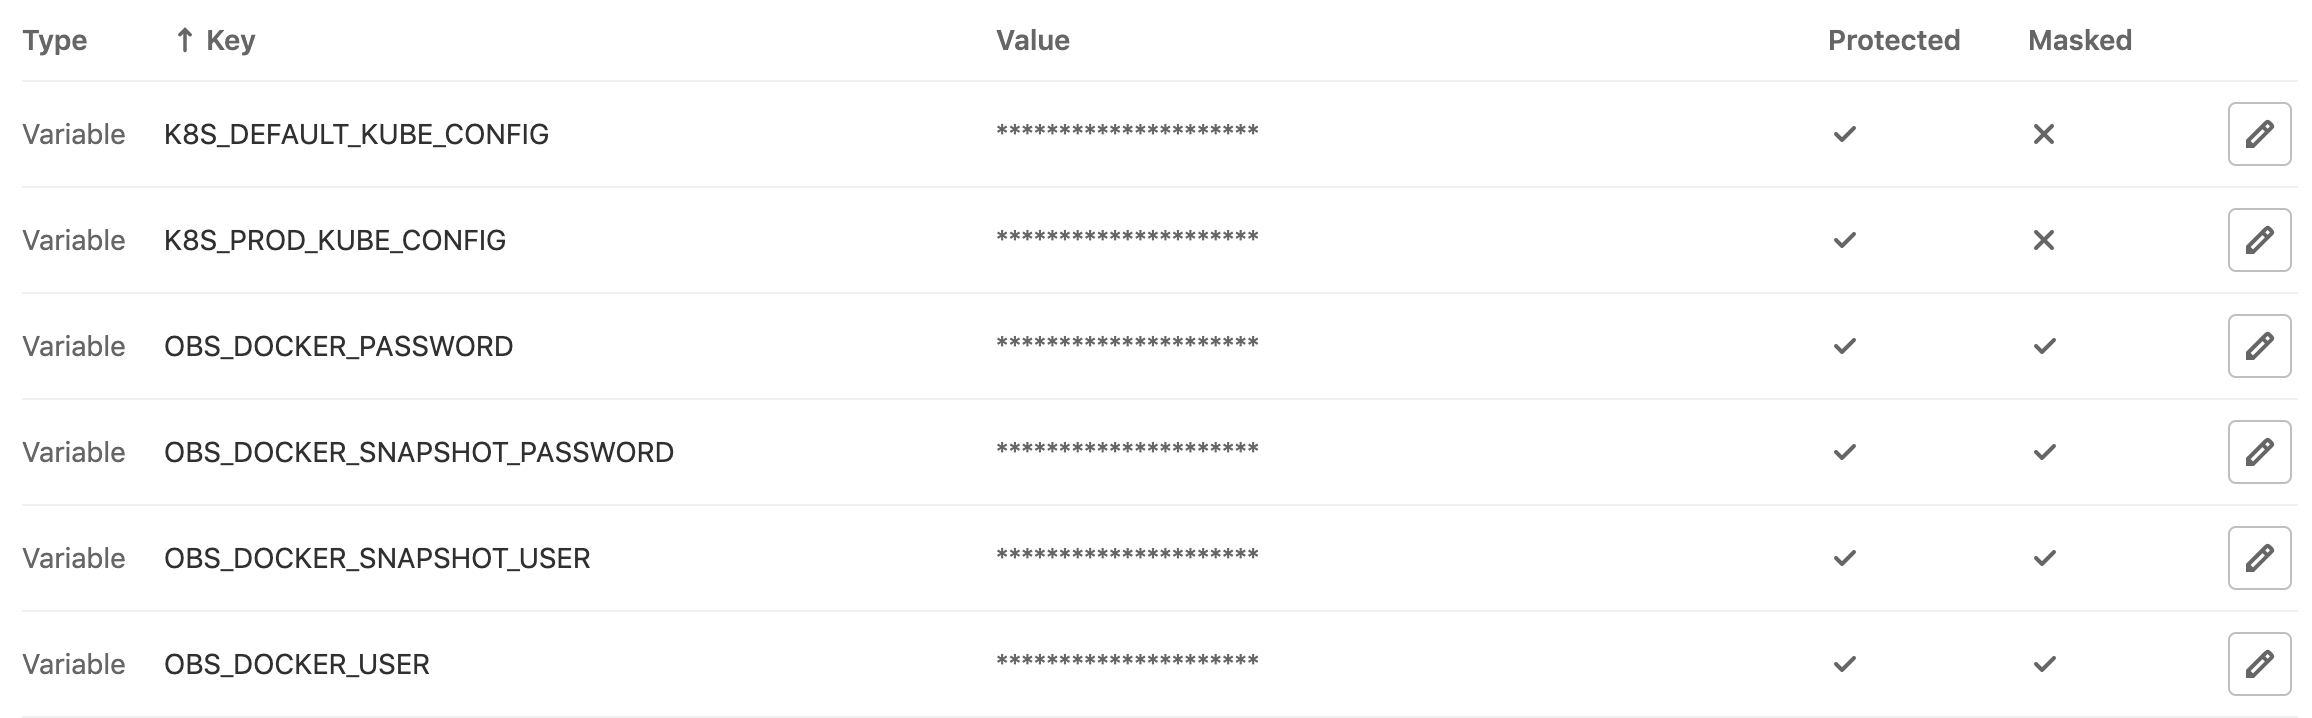 Type ↑ Key Value Protected Masked
Variable K8S_DEFAULT_KUBE_CONFIG *********************
Variable K8S_PROD_KUBE_CONFIG *********************
Variable OBS_DOCKER_PASSWORD *********************
Variable OBS_DOCKER_SNAPSHOT_PASSWORD *********************
Variable OBS_DOCKER_SNAPSHOT_USER *********************
Variable OBS_DOCKER_USER *********************